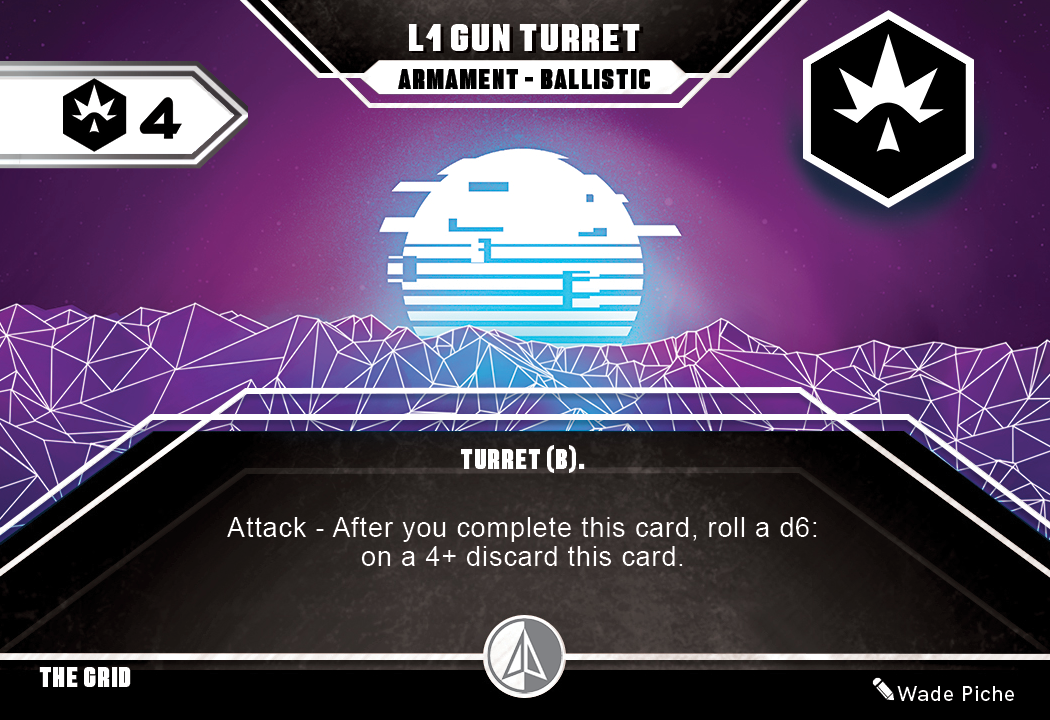 L1 GUN TURRET
ARMAMENT - BALLISTIC
4
TURRET (B).
Attack - After you complete this card, roll a d6:
on a 4+ discard this card.
THE GRID
Wade Piche